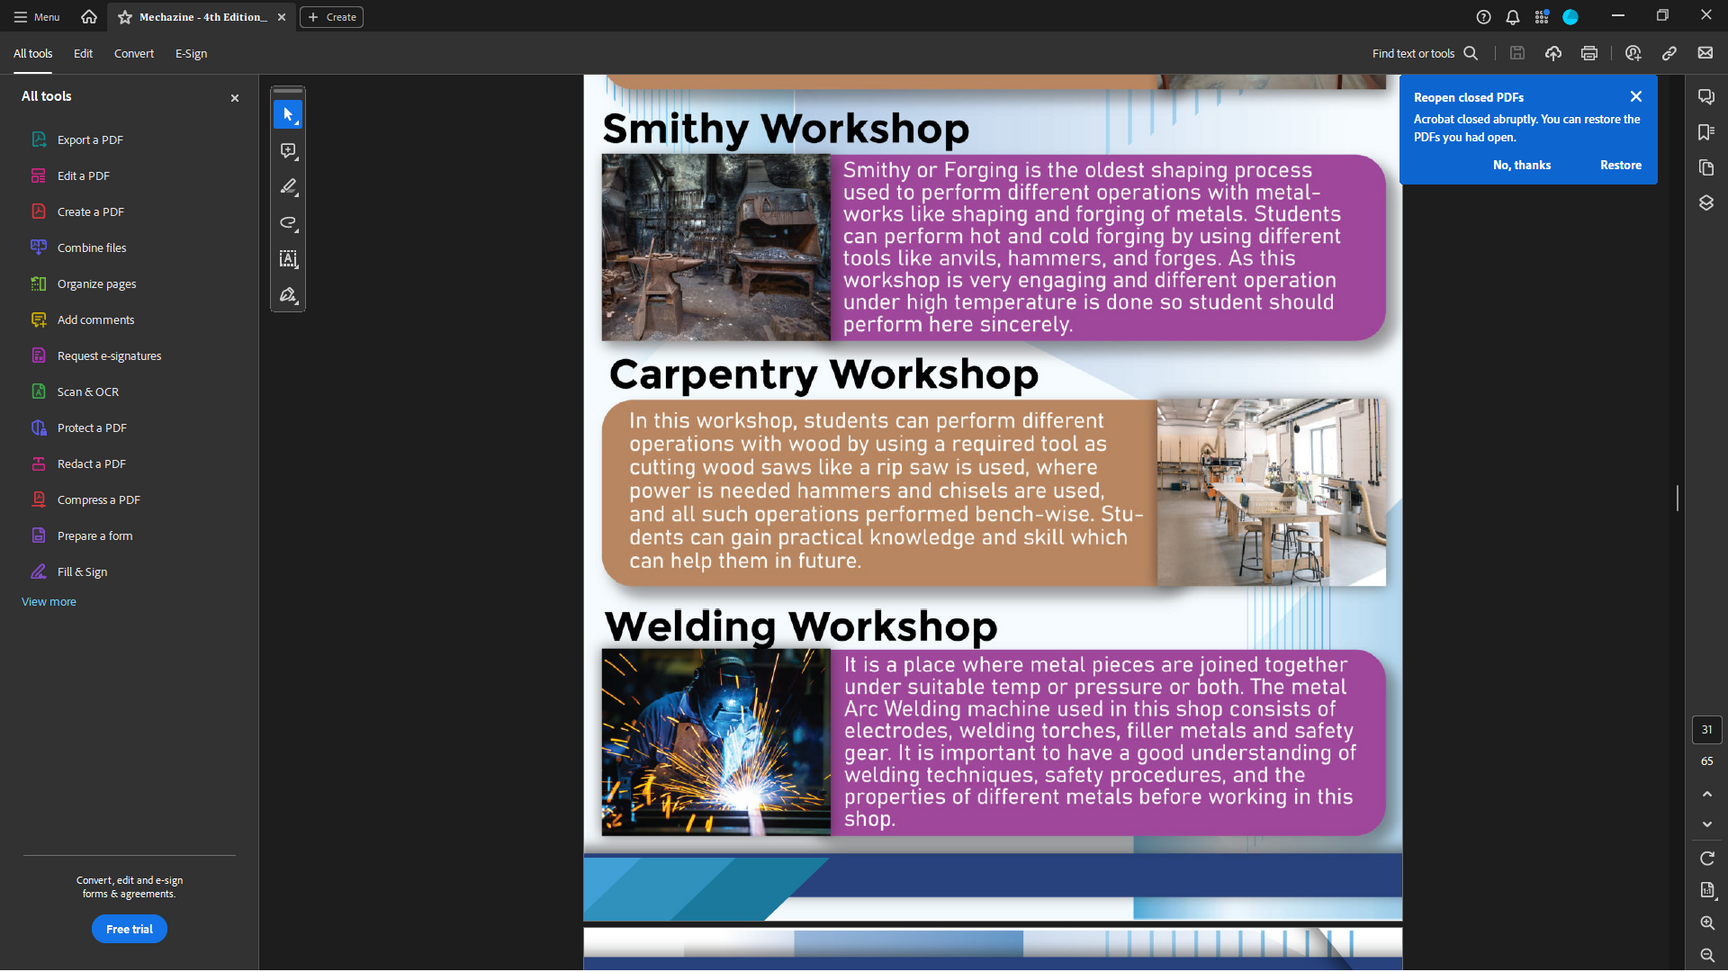 Menu
Mechazine - 4th Edition_
Create
All tools
Edit
Convert
E-Sign
Find text or tools
All tools
Export a PDF
Edit a PDF
Create a PDF
Combine files
Organize pages
Add comments
Request e-signatures
Scan & OCR
Protect a PDF
Redact a PDF
Compress a PDF
Prepare a form
Fill & Sign
View more
Convert, edit and e-sign
forms & agreements.
Free trial
Smithy Workshop
Smithy or Forging is the oldest shaping process
used to perform different operations with metal-
works like shaping and forging of metals. Students
can perform hot and cold forging by using different
tools like anvils, hammers, and forges. As this
workshop is very engaging and different operation
under high temperature is done so student should
perform here sincerely.
Carpentry Workshop
In this workshop, students can perform different
operations with wood by using a required tool as
cutting wood saws like a rip saw is used, where
power is needed hammers and chisels are used,
and all such operations performed bench-wise. Stu-
dents can gain practical knowledge and skill which
can help them in future.
Welding Workshop
It is a place where metal pieces are joined together
under suitable temp or pressure or both. The metal
Arc Welding machine used in this shop consists of
electrodes, welding torches, filler metals and safety
gear. It is important to have a good understanding of
welding techniques, safety procedures, and the
properties of different metals before working in this
shop.
Reopen closed PDFs
Acrobat closed abruptly. You can restore the
PDFs you had open.
No, thanks
Restore
31
65